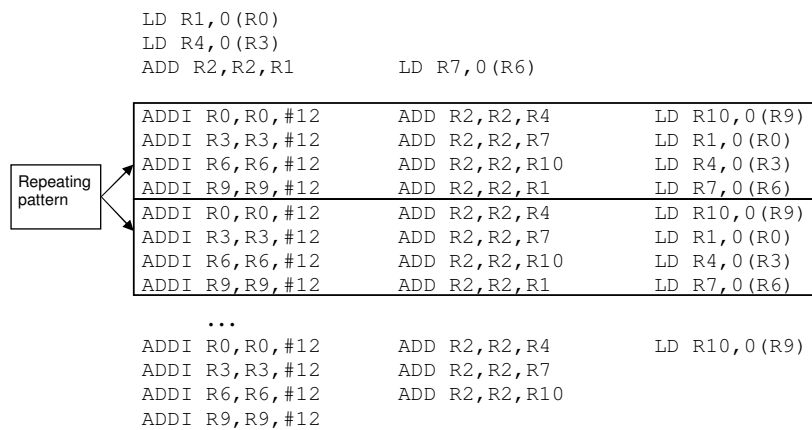 LD R1,0(R0)
LD R4,0(R3)
ADD R2,R2,R1 LD R7,0(R6)
ADDI R0,R0,#12 ADD R2,R2,R4 LD R10,0(R9)
ADDI R3,R3,#12 ADD R2,R2,R7 LD R1,0(R0)
ADDI R6,R6,#12 ADD R2,R2,R10 LD R4,0(R3)
ADDI R9,R9,#12 ADD R2,R2,R1 LD R7,0(R6)
Repeating
pattern
ADDI R0,R0,#12 ADD R2,R2,R4 LD R10,0(R9)
ADDI R3,R3,#12 ADD R2,R2,R7 LD R1,0(R0)
ADDI R6,R6,#12 ADD R2,R2,R10 LD R4,0(R3)
ADDI R9,R9,#12 ADD R2,R2,R1 LD R7,0(R6)
...
ADDI R0,R0,#12 ADD R2,R2,R4 LD R10,0(R9)
ADDI R3,R3,#12 ADD R2,R2,R7
ADDI R6,R6,#12 ADD R2,R2,R10
ADDI R9,R9,#12